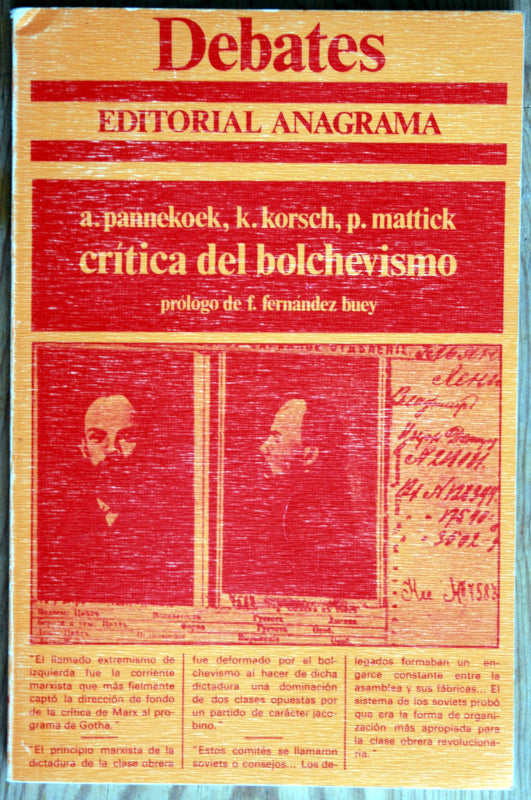 Debates
EDITORIAL ANAGRAMA
a. pannekoek, k. korsch, p. mattick
crítica del bolchevismo
prólogo de f. fernández buey
"El llamado extremismo de
izquierda fue la corriente
marxista que más fielmente
captó la dirección de fondo
de la crítica de Marx al pro-
grama de Gotha."
"El principio marxista de la
dictadura de la clase obrera
fue deformado por el bol-
chevismo al hacer de dicha
dictadura una dominación
de dos clases opuestas por
un partido de carácter jaco-
bino."
"Estos comités se llamaron
soviets o consejos... Los de-
legados formaban un en-
garce constante entre la
asamblea y sus fábricas... El
sistema de los soviets probó
que era la forma de organi-
zación más apropiada para
la clase obrera revoluciona-
ria."